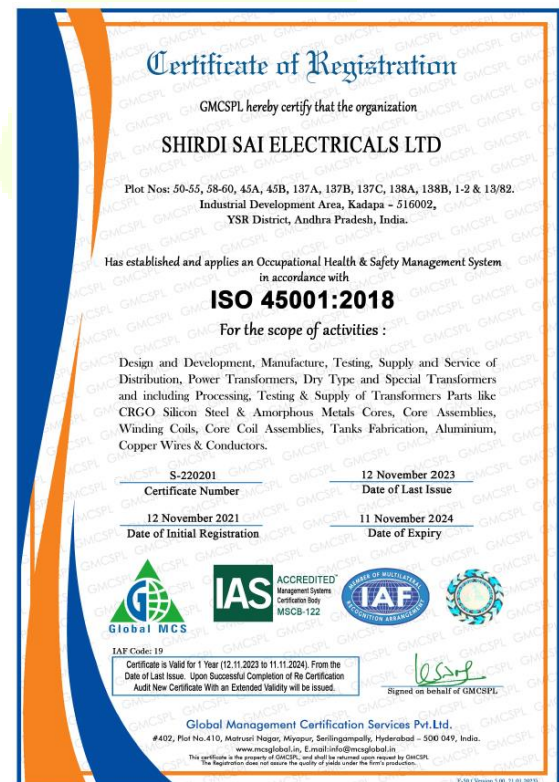 Certificate of Registration
GMCSPL hereby certify that the organization
SHIRDI SAI ELECTRICALS LTD
Plot Nos: 50-55, 58-60, 45A, 45B, 137A, 137B, 137C, 138A, 138B, 1-2 & 13/82.
Industrial Development Area, Kadapa - 516002,
YSR District, Andhra Pradesh, India.
Has established and applies an Occupational Health & Safety Management System
in accordance with
ISO 45001:2018
For the scope of activities :
Design and Development, Manufacture, Testing, Supply and Service of
Distribution, Power Transformers, Dry Type and Special Transformers
and including Processing, Testing & Supply of Transformers Parts like
CRGO Silicon Steel & Amorphous Metals Cores, Core Assemblies,
Winding Coils, Core Coil Assemblies, Tanks Fabrication, Aluminium,
Copper Wires & Conductors.
S-220201
Certificate Number
12 November 2023
Date of Last Issue
12 November 2021
Date of Initial Registration
11 November 2024
Date of Expiry
Global MCS
IAS
ACCREDITED
Management Systems
Certification Body
MSCB-122
MEMBER OF MULTILATERAL
IAF
RECOGNITION ARRANGEMENT
IAF Code: 19
Certificate is Valid for 1 Year (12.11.2023 to 11.11.2024). From the
Date of Last Issue. Upon Successful Completion of Re Certification
Audit New Certificate With an Extended Validity will be issued.
Signed on behalf of GMCSPL
Global Management Certification Services Pvt.Ltd.
#402, Plot No.410, Matrusri Nagar, Miyapur, Serilingampally, Hyderabad - 500 049, India.
www.mcsglobal.in, E.mail:info@mcsglobal.in
This certificate is the property of GMCSPL, and shall be returned upon request by GMCSPL
The Registration does not assure the quality of yields under the firm's production.